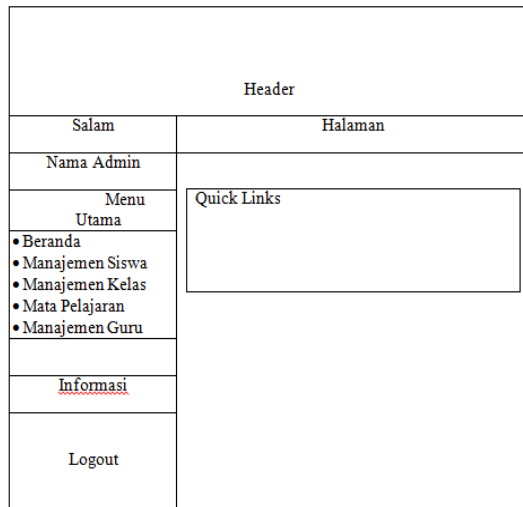 Header
Salam
Halaman
Nama Admin
Menu
Utama
Quick Links
• Beranda
• Manajemen Siswa
• Manajemen Kelas
• Mata Pelajaran
• Manajemen Guru
Informasi
Logout